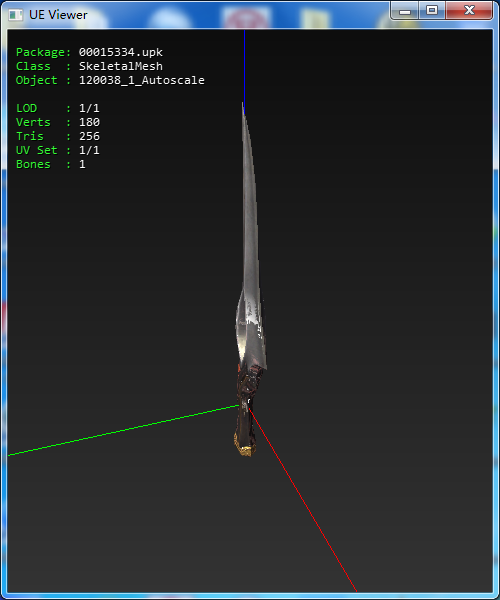 UE Viewer
Package: 00015334.upk
Class : SkeletalMesh
Object : 120038_1_Autoscale
LOD : 1/1
Verts : 180
Tris : 256
UV Set : 1/1
Bones : 1